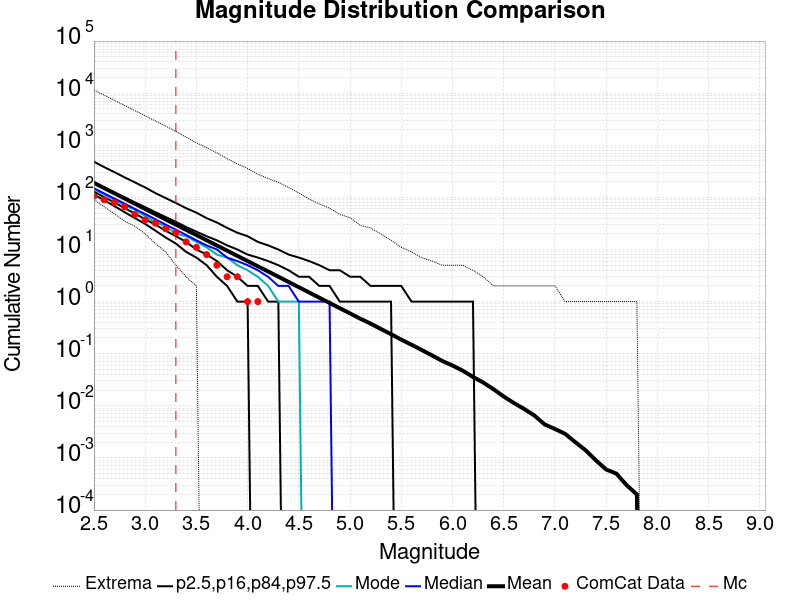 Magnitude Distribution Comparison
10^5
10^4
10^3
10^2
10^1
10^0
10^-1
10^-2
10^-3
10^-4
Cumulative Number
2.5 3.0 3.5 4.0 4.5 5.0 5.5 6.0 6.5 7.0 7.5 8.0 8.5 9.0
Magnitude
Extrema p2.5,p16,p84,p97.5 Mode Median Mean ComCat Data Mc